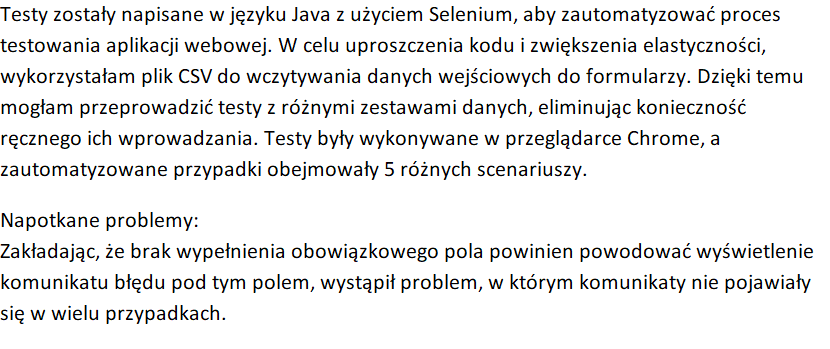 Testy zostały napisane w języku Java z użyciem Selenium, aby zautomatyzować proces
testowania aplikacji webowej. W celu uproszczenia kodu i zwiększenia elastyczności,
wykorzystałam plik CSV do wczytywania danych wejściowych do formularzy. Dzięki temu
mogłam przeprowadzić testy z różnymi zestawami danych, eliminując konieczność
ręcznego ich wprowadzania. Testy były wykonywane w przeglądarce Chrome, a
zautomatyzowane przypadki obejmowały 5 różnych scenariuszy.
Napotkane problemy:
Zakładając, że brak wypełnienia obowiązkowego pola powinien powodować wyświetlenie
komunikatu błędu pod tym polem, wystąpił problem, w którym komunikaty nie pojawiały
się w wielu przypadkach.